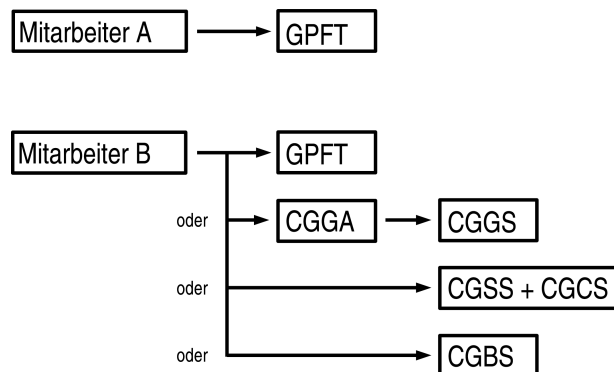 Mitarbeiter A GPFT
Mitarbeiter B GPFT
oder CGGA CGGS
oder CGSS + CGCS
oder CGBS